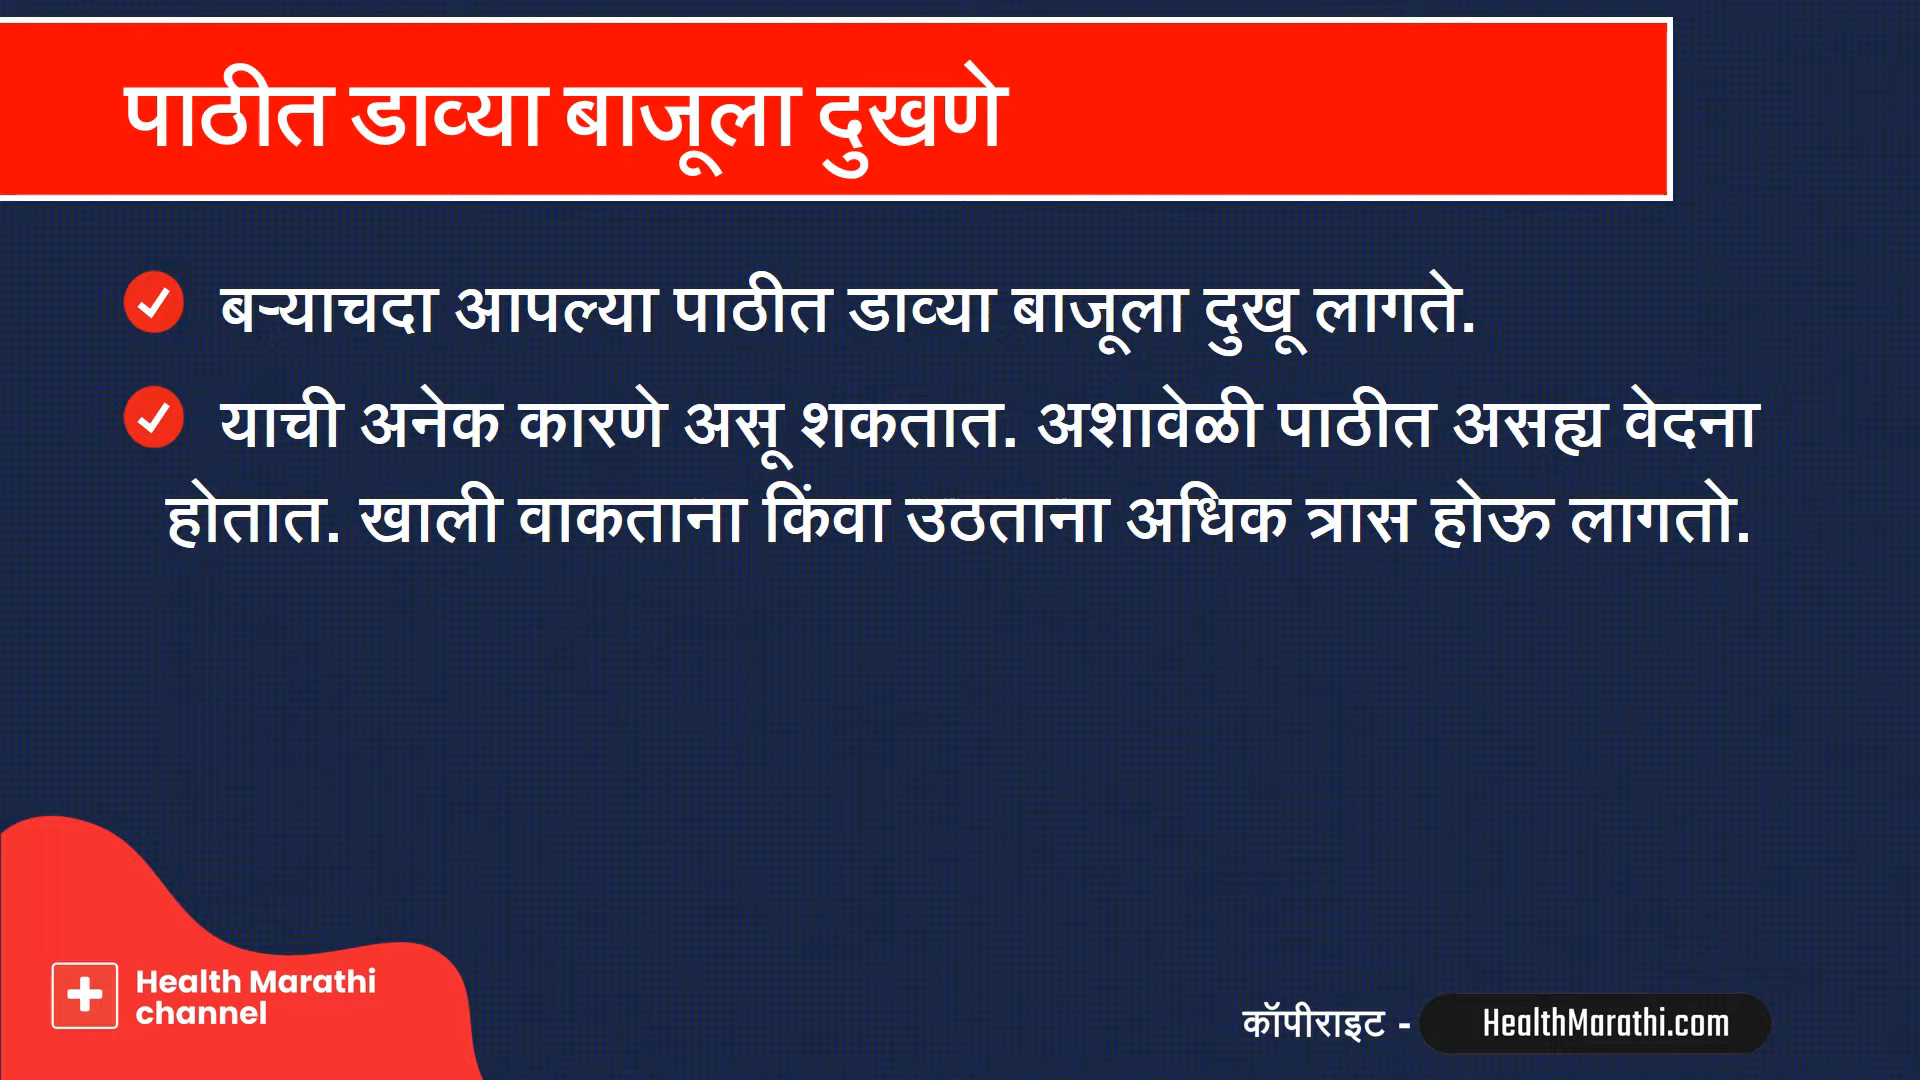 पाठीत डाव्या बाजूला दुखणे
बऱ्याचदा आपल्या पाठीत डाव्या बाजूला दुखू लागते.
याची अनेक कारणे असू शकतात. अशावेळी पाठीत असह्य वेदना
होतात. खाली वाकताना किंवा उठताना अधिक त्रास होऊ लागतो.
Health Marathi
channel
कॉपीराइट - HealthMarathi.com